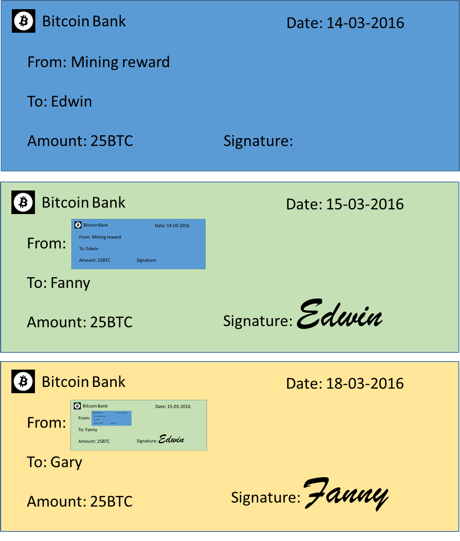 Bitcoin Bank Date: 14-03-2016
From: Mining reward
To: Edwin
Amount: 25BTC Signature:
Bitcoin Bank Date: 15-03-2016
From:
Bitcoin Bank Date: 14-03-2016
From: Mining reward
To: Edwin
Amount: 25BTC Signature:
To: Fanny
Amount: 25BTC Signature: Edwin
Bitcoin Bank Date: 18-03-2016
From:
Bitcoin Bank Date: 15-03-2016
From:
To: Fanny
Amount: 25BTC Signature: Edwin
To: Gary
Amount: 25BTC Signature: Fanny